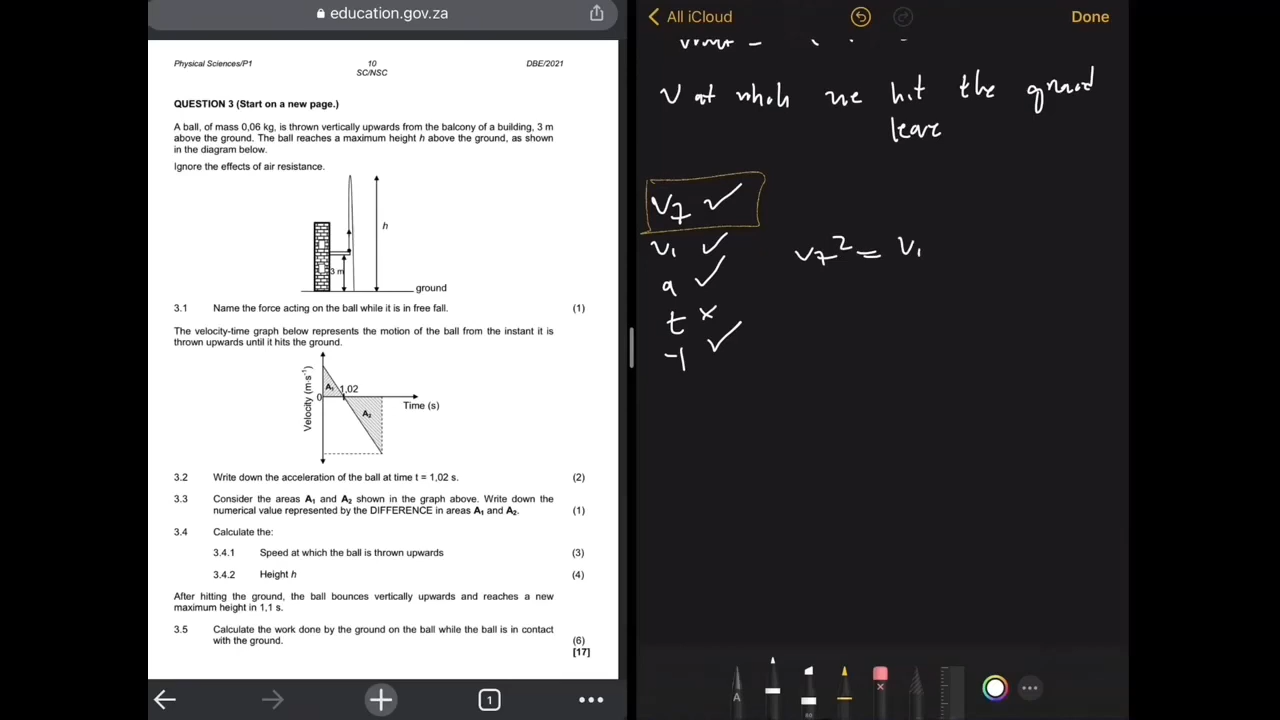 education.gov.za
All iCloud
Done
Physical Sciences/P1 10 DBE/2021
SC/NSC
QUESTION 3 (Start on a new page.)
A ball, of mass 0,06 kg, is thrown vertically upwards from the balcony of a building, 3 m
above the ground. The ball reaches a maximum height h above the ground, as shown
in the diagram below.
Ignore the effects of air resistance.
h
3 m
ground
3.1 Name the force acting on the ball while it is in free fall. (1)
The velocity-time graph below represents the motion of the ball from the instant it is
thrown upwards until it hits the ground.
Velocity (m·s⁻¹)
A₁
1,02
0
Time (s)
A₂
3.2 Write down the acceleration of the ball at time t = 1,02 s. (2)
3.3 Consider the areas A₁ and A₂ shown in the graph above. Write down the
numerical value represented by the DIFFERENCE in areas A₁ and A₂. (1)
3.4 Calculate the:
3.4.1 Speed at which the ball is thrown upwards (3)
3.4.2 Height h (4)
After hitting the ground, the ball bounces vertically upwards and reaches a new
maximum height in 1,1 s.
3.5 Calculate the work done by the ground on the ball while the ball is in contact
with the ground. (6)
[17]
1
v at which we hit the ground
leave
vf ✓
vi ✓
a ✓
t ×
✓
vf² = vi
A